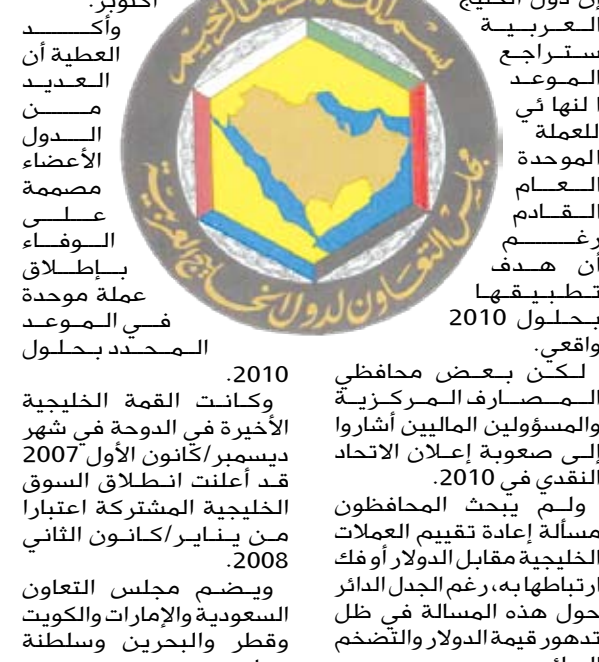 إن دول الخليج
العربية
ستراجع
الموعد
النهائي
للعملة
الموحدة
العام
القادم
رغم
أن هدف
تطبيقها
بحلول 2010
واقعي.
لكن بعض محافظي
المصارف المركزية
والمسؤولين الماليين أشاروا
إلى صعوبة إعلان الاتحاد
النقدي في 2010.
ولم يبحث المحافظون
مسألة إعادة تقييم العملات
الخليجية مقابل الدولار أو فك
ارتباطها به، رغم الجدل الدائر
حول هذه المسالة في ظل
تدهور قيمة الدولار والتضخم
أكتوبر.
وأكد
العطية أن
العديد
من
الدول
الأعضاء
مصممة
على
الوفاء
بإطلاق
عملة موحدة
في الموعد
المحدد بحلول
2010.
وكانت القمة الخليجية
الأخيرة في الدوحة في شهر
ديسمبر/كانون الأول 2007
قد أعلنت انطلاق السوق
الخليجية المشتركة اعتبارا
من يناير/كانون الثاني
2008.
ويضم مجلس التعاون
السعودية والإمارات والكويت
وقطر والبحرين وسلطنة
بسم الله الرحمن الرحيم
مجلس التعاون لدول الخليج العربية